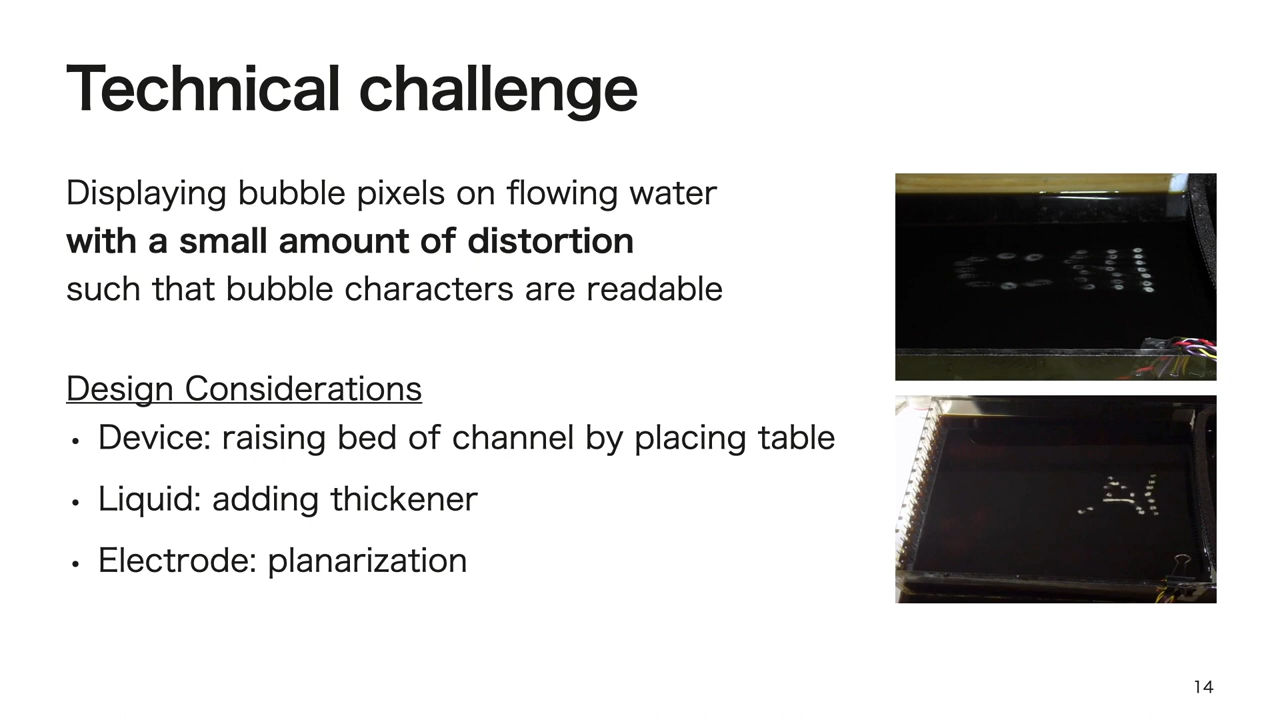 Technical challenge
Displaying bubble pixels on flowing water
with a small amount of distortion
such that bubble characters are readable
Design Considerations
• Device: raising bed of channel by placing table
• Liquid: adding thickener
• Electrode: planarization
14